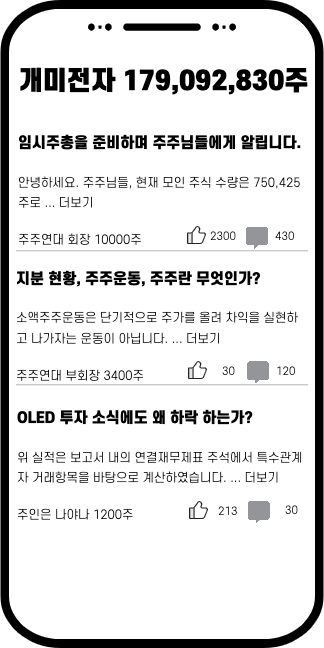 개미전자 179,092,830주
임시주총을 준비하며 주주님들에게 알립니다.
안녕하세요. 주주님들, 현재 모인 주식 수량은 750,425
주로 ... 더보기
주주연대 회장 10000주 2300 430
지분 현황, 주주운동, 주주란 무엇인가?
소액주주운동은 단기적으로 주가를 올려 차익을 실현하
고 나가자는 운동이 아닙니다. ... 더보기
주주연대 부회장 3400주 30 120
OLED 투자 소식에도 왜 하락 하는가?
위 실적은 보고서 내의 연결재무제표 주석에서 특수관계
자 거래항목을 바탕으로 계산하였습니다. ... 더보기
주인은 나야나 1200주 213 30